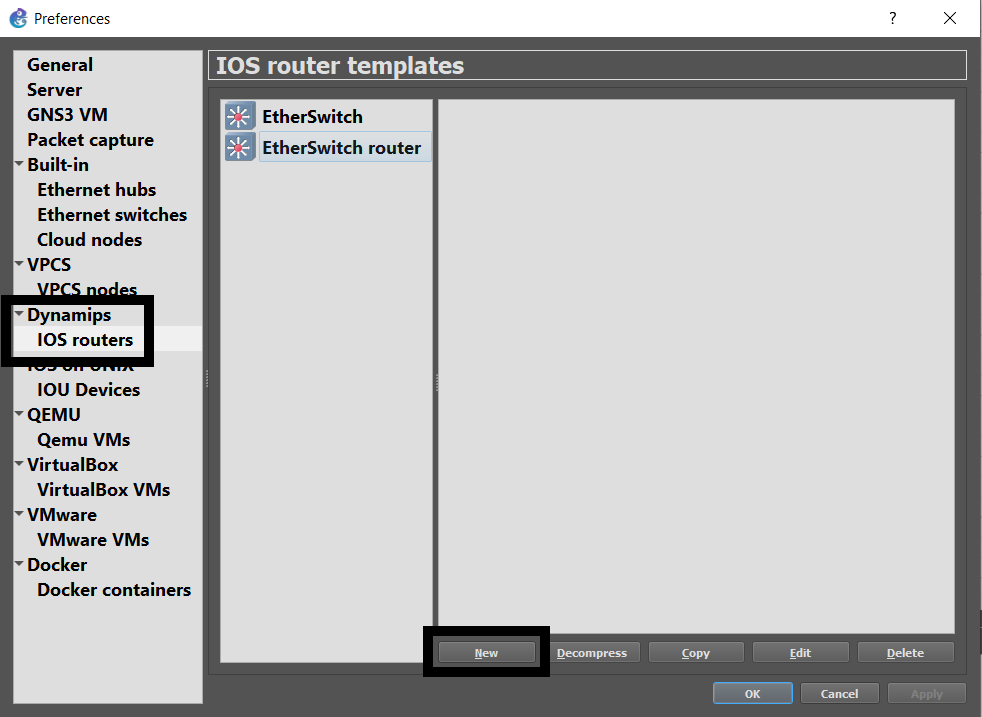 Preferences
?
General
Server
GNS3 VM
Packet capture
Built-in
Ethernet hubs
Ethernet switches
Cloud nodes
VPCS
VPCS nodes
Dynamips
IOS routers
IOS on UNIX
IOU Devices
QEMU
Qemu VMs
VirtualBox
VirtualBox VMs
VMware
VMware VMs
Docker
Docker containers
IOS router templates
EtherSwitch
EtherSwitch router
New Decompress Copy Edit Delete
OK Cancel Apply